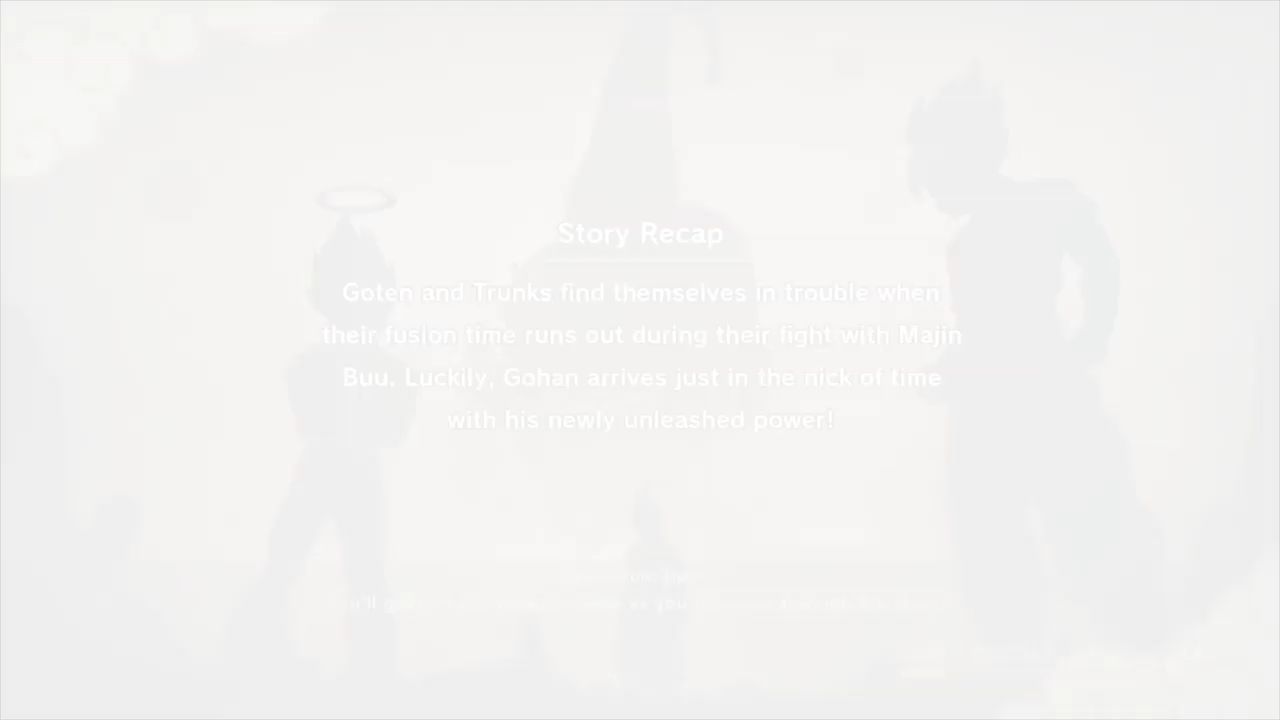 Story Recap
Goten and Trunks find themselves in trouble when
their fusion time runs out during their fight with Majin
Buu. Luckily, Gohan arrives just in the nick of time
with his newly unleashed power!